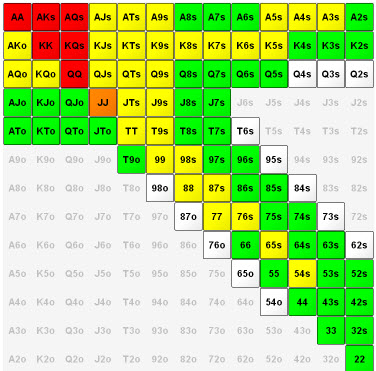 AA AKs AQs AJs ATs A9s A8s A7s A6s A5s A4s A3s A2s
AKo KK KQs KJs KTs K9s K8s K7s K6s K5s K4s K3s K2s
AQo KQo QQ QJs QTs Q9s Q8s Q7s Q6s Q5s Q4s Q3s Q2s
AJo KJo QJo JJ JTs J9s J8s J7s J6s J5s J4s J3s J2s
ATo KTo QTo JTo TT T9s T8s T7s T6s T5s T4s T3s T2s
A9o K9o Q9o J9o T9o 99 98s 97s 96s 95s 94s 93s 92s
A8o K8o Q8o J8o T8o 98o 88 87s 86s 85s 84s 83s 82s
A7o K7o Q7o J7o T7o 97o 87o 77 76s 75s 74s 73s 72s
A6o K6o Q6o J6o T6o 96o 86o 76o 66 65s 64s 63s 62s
A5o K5o Q5o J5o T5o 95o 85o 75o 65o 55 54s 53s 52s
A4o K4o Q4o J4o T4o 94o 84o 74o 64o 54o 44 43s 42s
A3o K3o Q3o J3o T3o 93o 83o 73o 63o 53o 43o 33 32s
A2o K2o Q2o J2o T2o 92o 82o 72o 62o 52o 42o 32o 22